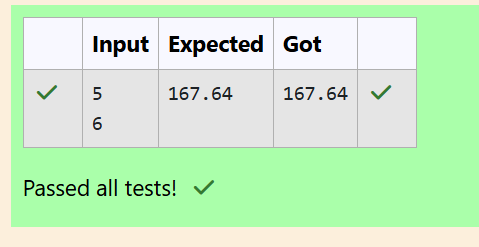 Input Expected Got
5 167.64 167.64
6
Passed all tests!